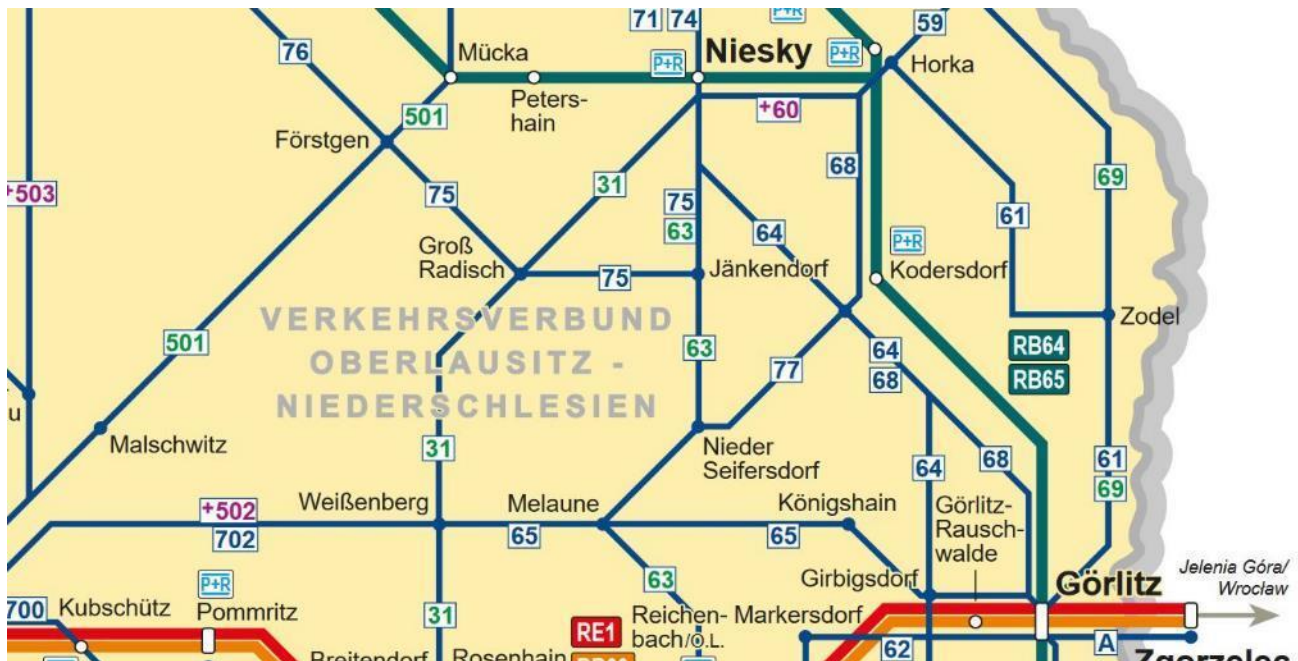 71 74
P+R
59
76
Mücka
P+R
Niesky
P+R
Horka
Peters-
hain
501
+60
Förstgen
68
31
69
+503
75
75
63
61
64
P+R
Groß
Radisch
75
Jänkendorf
Kodersdorf
VERKEHRSVERBUND
OBERLAUSITZ -
NIEDERSCHLESIEN
Zodel
501
63
64
68
RB64
RB65
77
u
Malschwitz
31
Nieder
Seifersdorf
64
68
61
69
+502
702
Weißenberg
Melaune
65
Königshain
65
Görlitz-
Rausch-
walde
P+R
63
Girbigsdorf
Görlitz
Jelenia Góra/
Wrocław
700
Kubschütz
Pommritz
31
RE1
Reichen-
bach/O.L.
Markersdorf
62
A
Breitendorf
Rosenhain
Zgorzelec